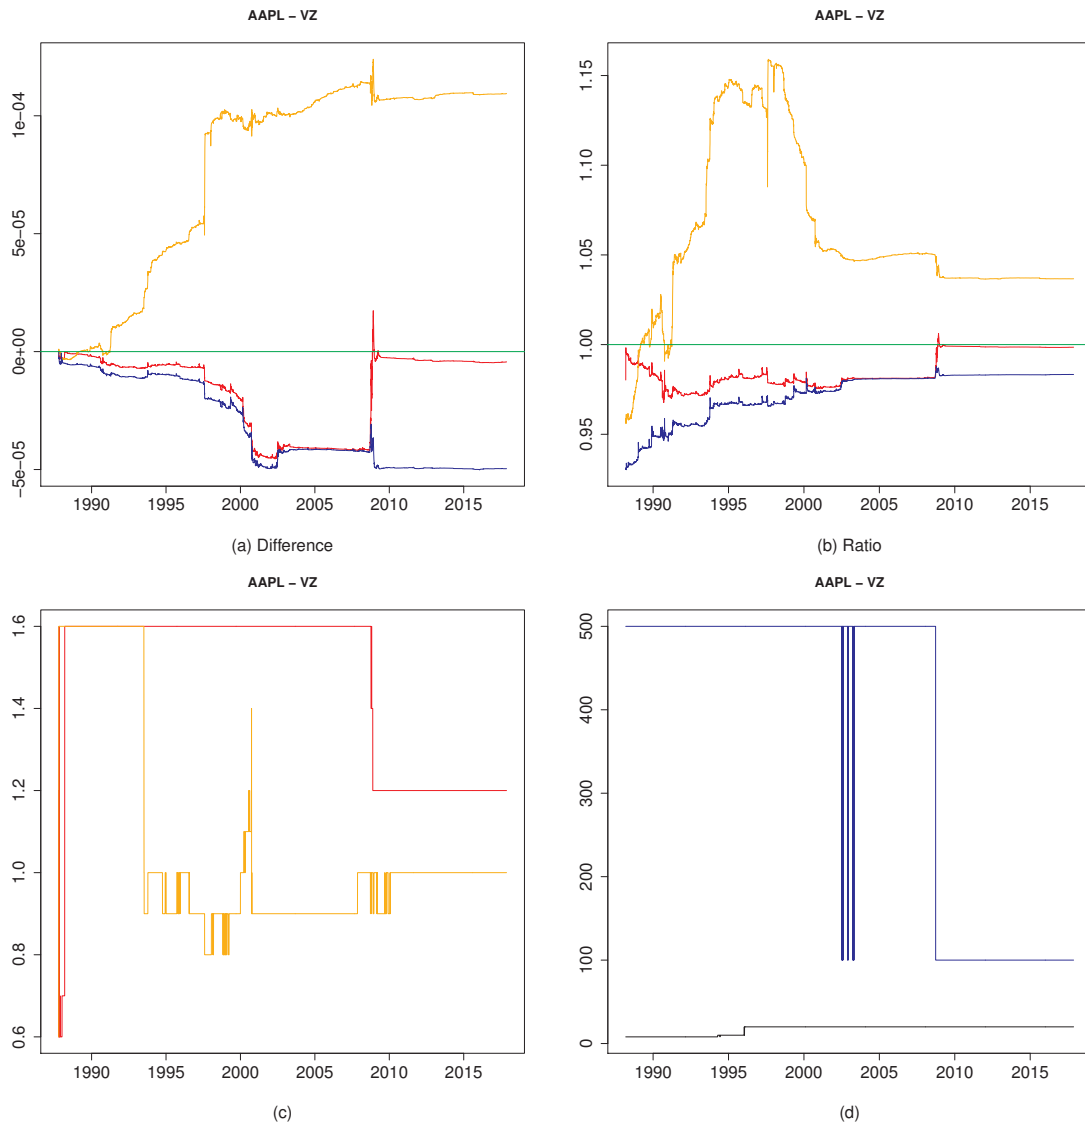 AAPL − VZ
1e−04
5e−05
0e+00
−5e−05
1990 1995 2000 2005 2010 2015
(a) Difference
AAPL − VZ
1.15
1.10
1.05
1.00
0.95
1990 1995 2000 2005 2010 2015
(b) Ratio
AAPL − VZ
1.6
1.4
1.2
1.0
0.8
0.6
1990 1995 2000 2005 2010 2015
(c)
AAPL − VZ
500
400
300
200
100
0
1990 1995 2000 2005 2010 2015
(d)